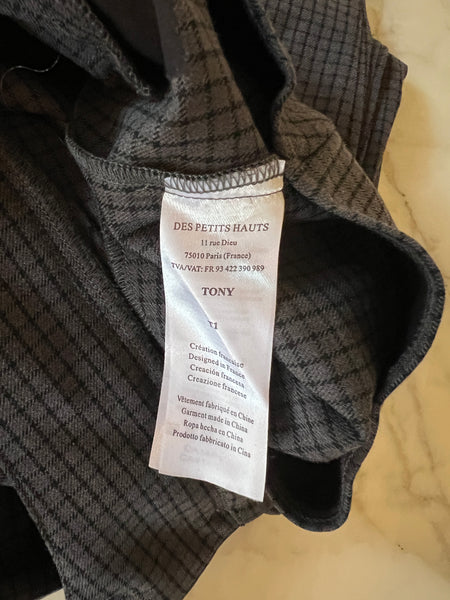 DES PETITS HAUTS
11 rue Dieu
75010 Paris (France)
TVA/VAT: FR 93 422 390 989
TONY
Création française
Designed in France
Creación francesa
Creazione francese
Vêtement fabriqué en Chine
Garment made in China
Ropa hecha en China
Prodotto fabbricato in Cina